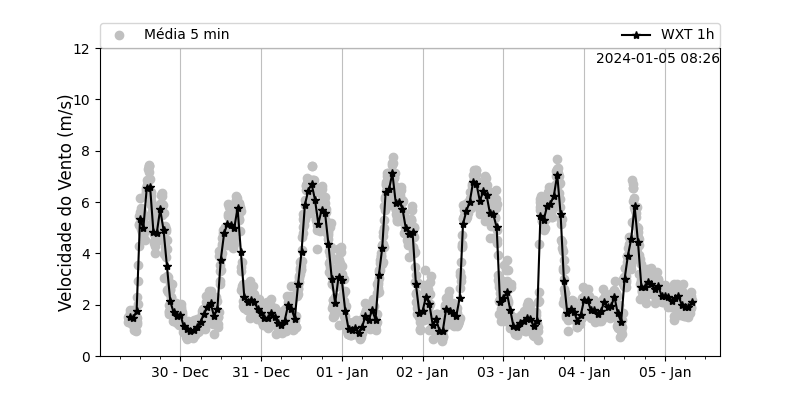 Média 5 min
WXT 1h
2024-01-05 08:26
Velocidade do Vento (m/s)
12
10
8
6
4
2
0
30 - Dec
31 - Dec
01 - Jan
02 - Jan
03 - Jan
04 - Jan
05 - Jan